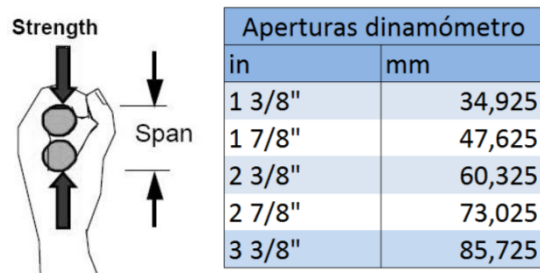 Strength
Span
Aperturas dinamómetro
in mm
1 3/8" 34,925
1 7/8" 47,625
2 3/8" 60,325
2 7/8" 73,025
3 3/8" 85,725